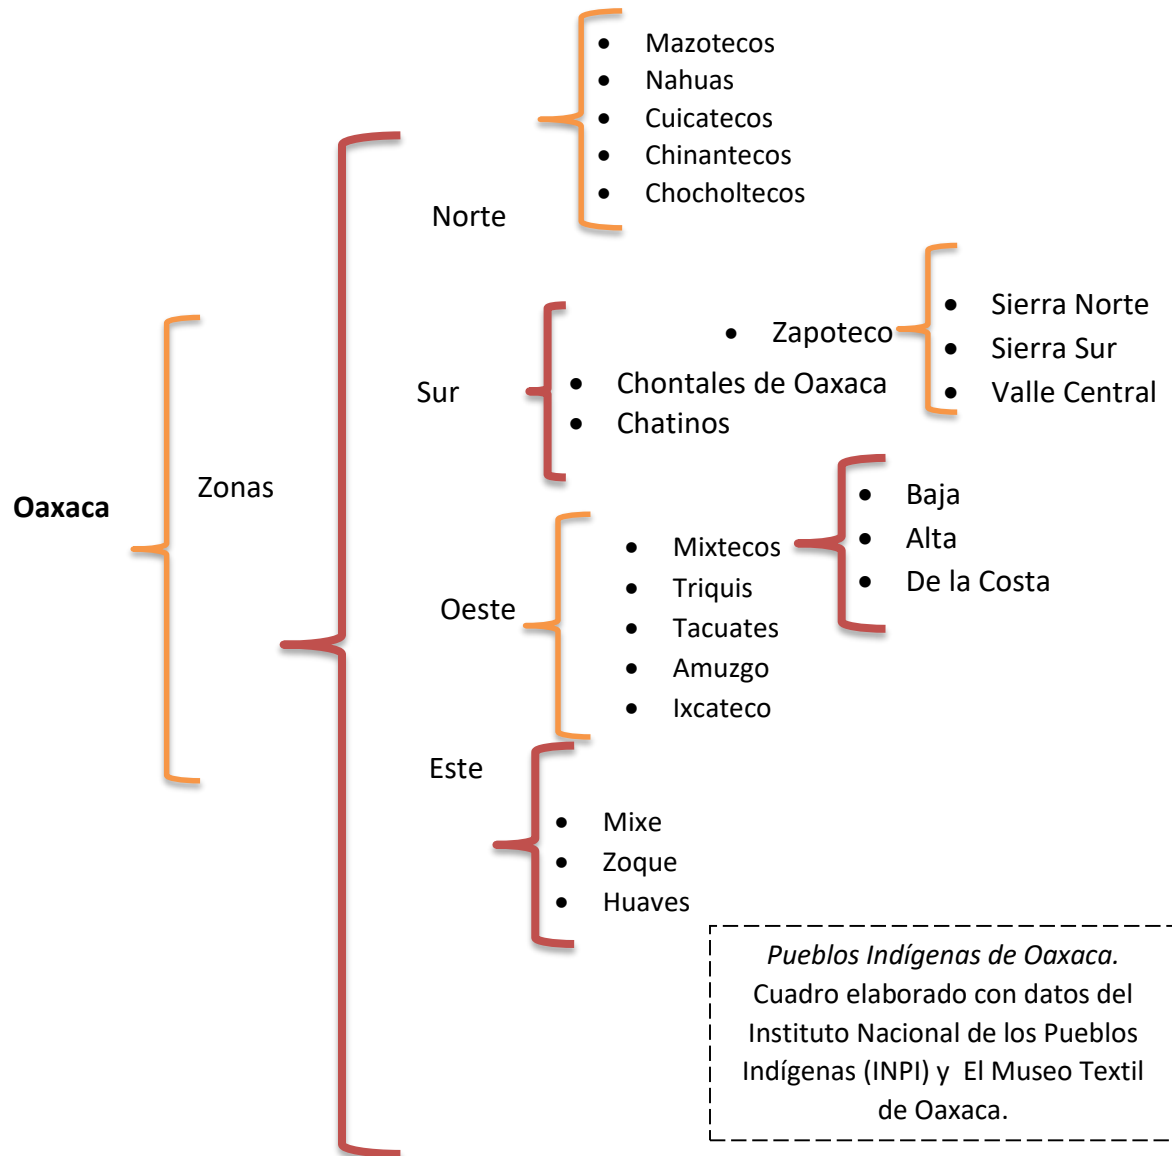 Oaxaca
Zonas
Norte
• Mazotecos
• Nahuas
• Cuicatecos
• Chinantecos
• Chocholtecos
Sur
• Zapoteco
• Sierra Norte
• Sierra Sur
• Valle Central
• Chontales de Oaxaca
• Chatinos
Oeste
• Mixtecos
• Baja
• Alta
• De la Costa
• Triquis
• Tacuates
• Amuzgo
• Ixcateco
Este
• Mixe
• Zoque
• Huaves
Pueblos Indígenas de Oaxaca.
Cuadro elaborado con datos del
Instituto Nacional de los Pueblos
Indígenas (INPI) y El Museo Textil
de Oaxaca.